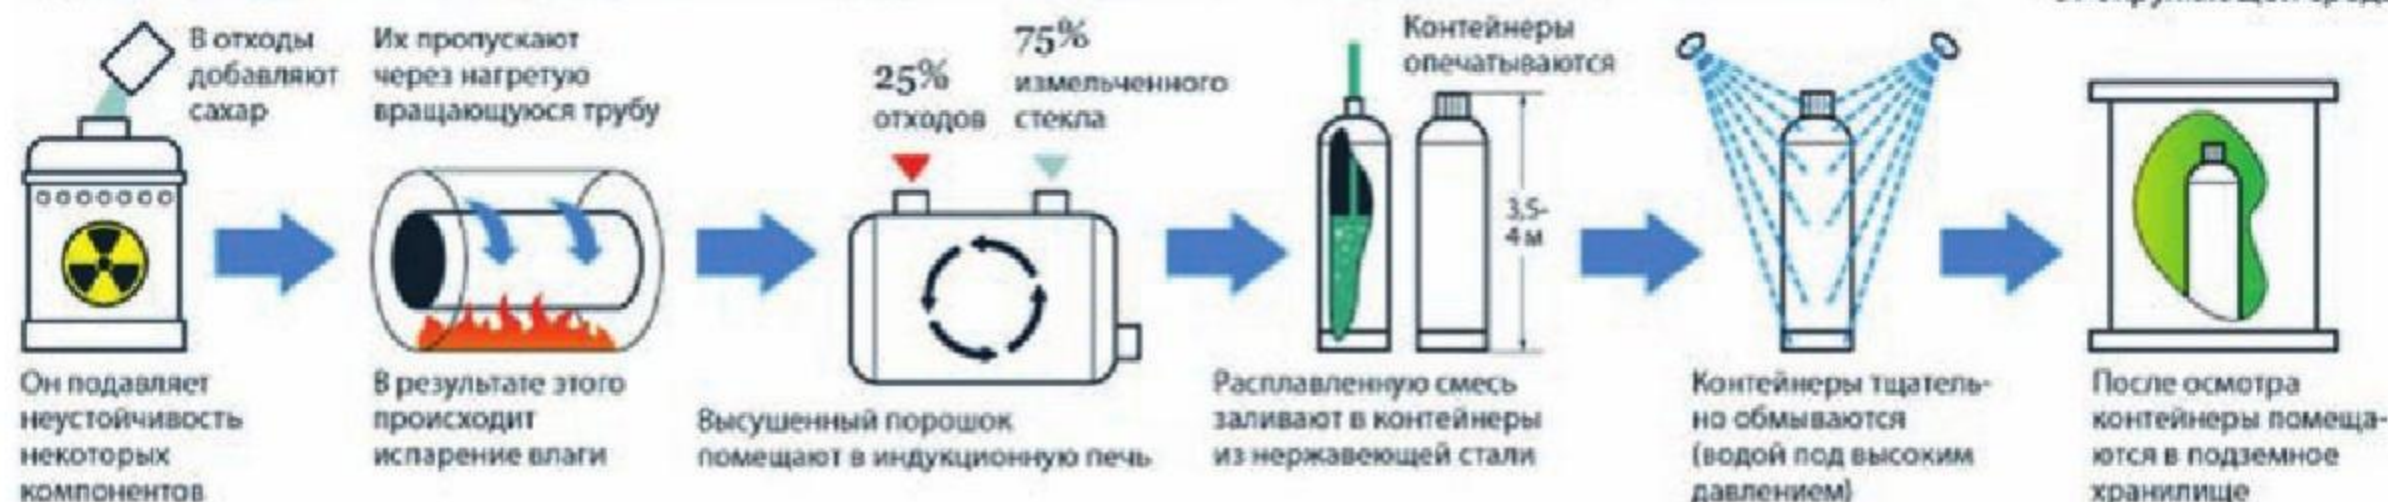 В отходы
добавляют
сахар
Он подавляет
неустойчивость
некоторых
компонентов
Их пропускают
через нагретую
вращающуюся трубу
В результате этого
происходит
испарение влаги
25%
отходов
75%
измельченного
стекла
Высушенный порошок
помещают в индукционную печь
Контейнеры
опечатываются
3,5-
4 м
Расплавленную смесь
заливают в контейнеры
из нержавеющей стали
Контейнеры тщатель-
но обмываются
(водой под высоким
давлением)
После осмотра
контейнеры помеща-
ются в подземное
хранилище